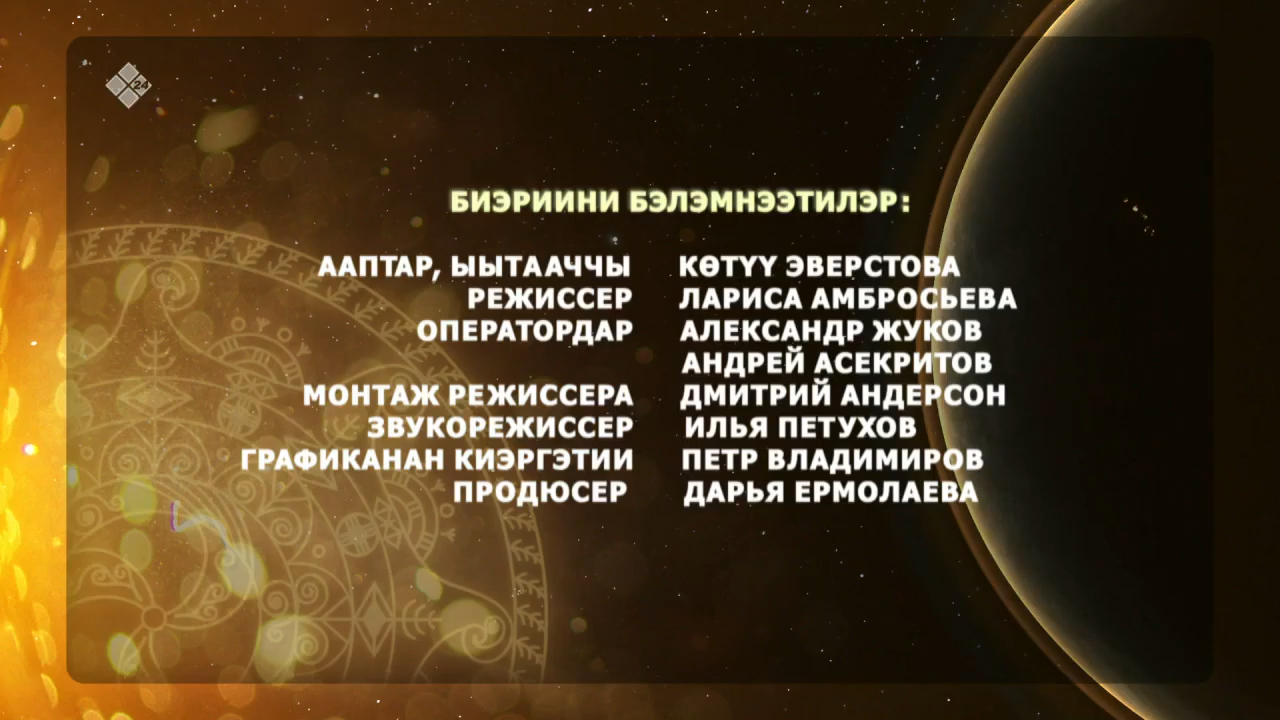 Х24
БИЭРИИНИ БЭЛЭМНЭЭТИЛЭР:
ААПТАР, ЫЫТААЧЧЫ КӨТҮҮ ЭВЕРСТОВА
РЕЖИССЕР ЛАРИСА АМБРОСЬЕВА
ОПЕРАТОРДАР АЛЕКСАНДР ЖУКОВ
АНДРЕЙ АСЕКРИТОВ
МОНТАЖ РЕЖИССЕРА ДМИТРИЙ АНДЕРСОН
ЗВУКОРЕЖИССЕР ИЛЬЯ ПЕТУХОВ
ГРАФИКАНАН КИЭРГЭТИИ ПЕТР ВЛАДИМИРОВ
ПРОДЮСЕР ДАРЬЯ ЕРМОЛАЕВА